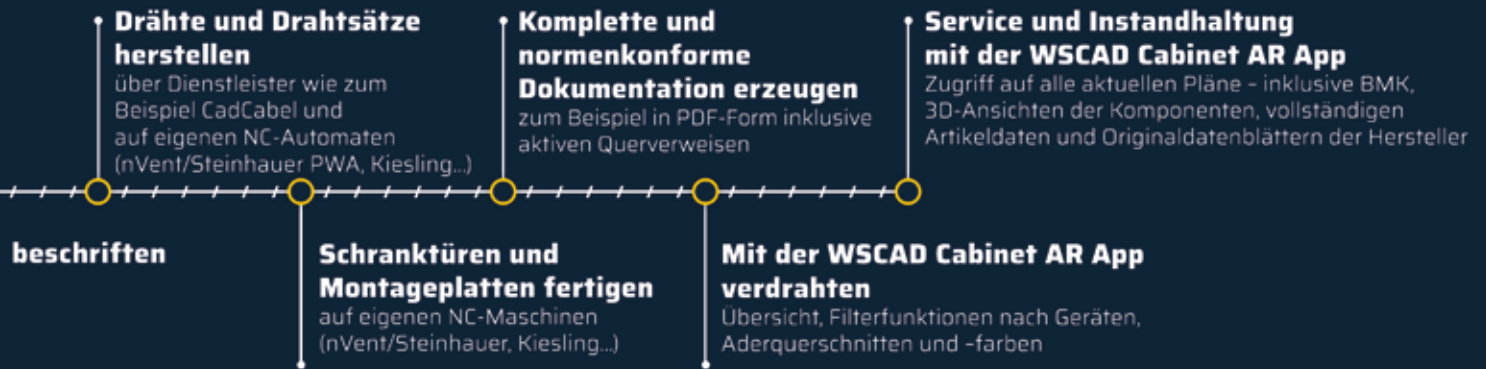 Drähte und Drahtsätze
herstellen
über Dienstleister wie zum
Beispiel CadCabel und
auf eigenen NC-Automaten
(nVent/Steinhauer PWA, Kiesling...)
Komplette und
normenkonforme
Dokumentation erzeugen
zum Beispiel in PDF-Form inklusive
aktiven Querverweisen
Service und Instandhaltung
mit der WSCAD Cabinet AR App
Zugriff auf alle aktuellen Pläne – inklusive BMK,
3D-Ansichten der Komponenten, vollständigen
Artikeldaten und Originaldatenblättern der Hersteller
beschriften
Schranktüren und
Montageplatten fertigen
auf eigenen NC-Maschinen
(nVent/Steinhauer, Kiesling...)
Mit der WSCAD Cabinet AR App
verdrahten
Übersicht, Filterfunktionen nach Geräten,
Aderquerschnitten und –farben